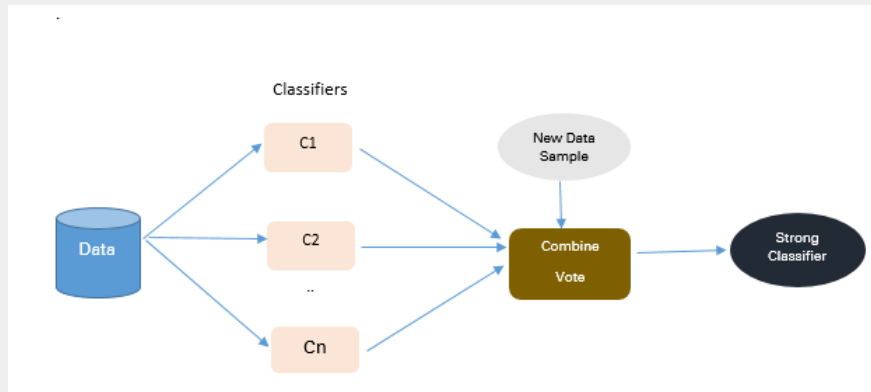 Classifiers
C1
New Data
Sample
Data
C2
..
Combine
Vote
Strong
Classifier
Cn